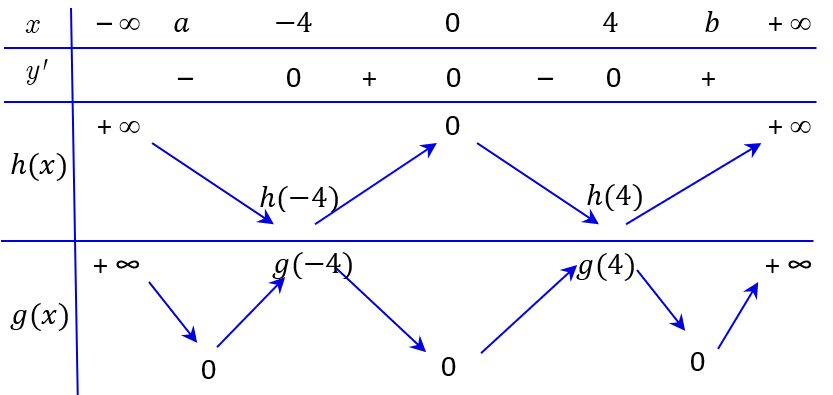 x − ∞ a −4 0 4 b + ∞
y′ − 0 + 0 − 0 +
+ ∞ 0 + ∞
h(x)
h(−4) h(4)
+ ∞ g(−4) g(4) + ∞
g(x)
0 0 0